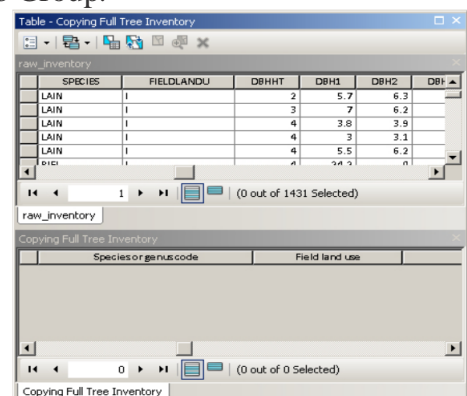 Group.
Table - Copying Full Tree Inventory
raw_inventory
SPECIES FIELDLANDU DBHHT DBH1 DBH2
LAIN I 2 5.7 6.3
LAIN I 3 7 6.2
LAIN I 4 3.8 3.9
LAIN I 4 3 3.1
LAIN I 5.5 6.2
1 (0 out of 1431 Selected)
raw_inventory
Copying Full Tree Inventory
Species or genus code Field land use
0 (0 out of 0 Selected)
Copying Full Tree Inventory